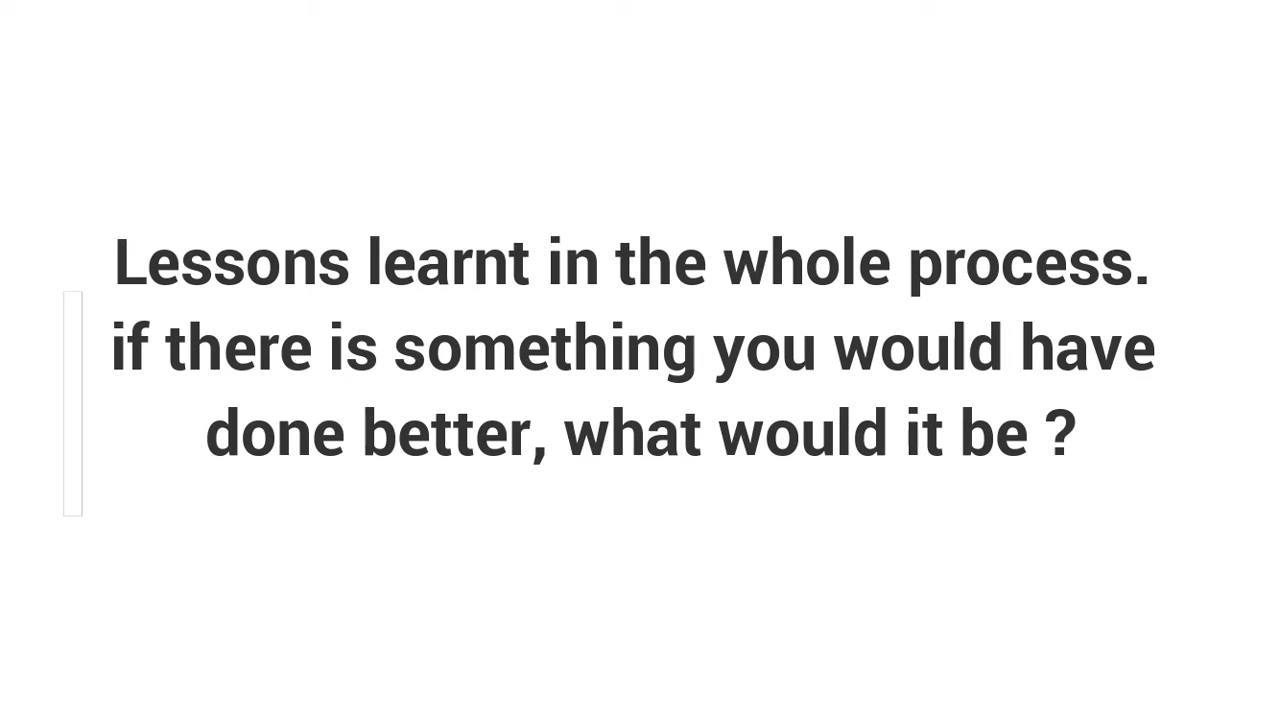 Lessons learnt in the whole process.
if there is something you would have
done better, what would it be ?